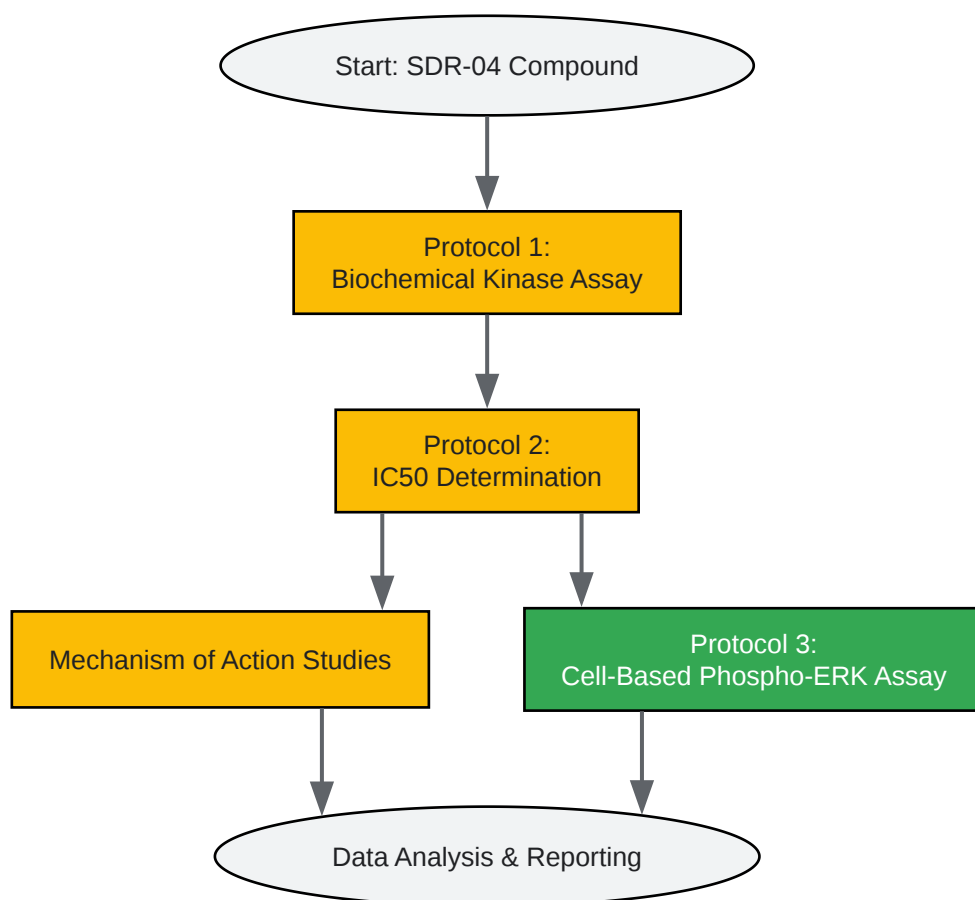 Start: SDR-04 Compound
Protocol 1:
Biochemical Kinase Assay
Protocol 2:
IC50 Determination
Mechanism of Action Studies
Protocol 3:
Cell-Based Phospho-ERK Assay
Data Analysis & Reporting